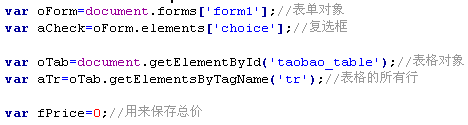 var oForm=document.forms['form1'];//表单对象
var aCheck=oForm.elements['choice'];//复选框
var oTab=document.getElementById('taobao_table');//表格对象
var aTr=oTab.getElementsByTagName('tr');//表格的所有行
var fPrice=0;//用来保存总价